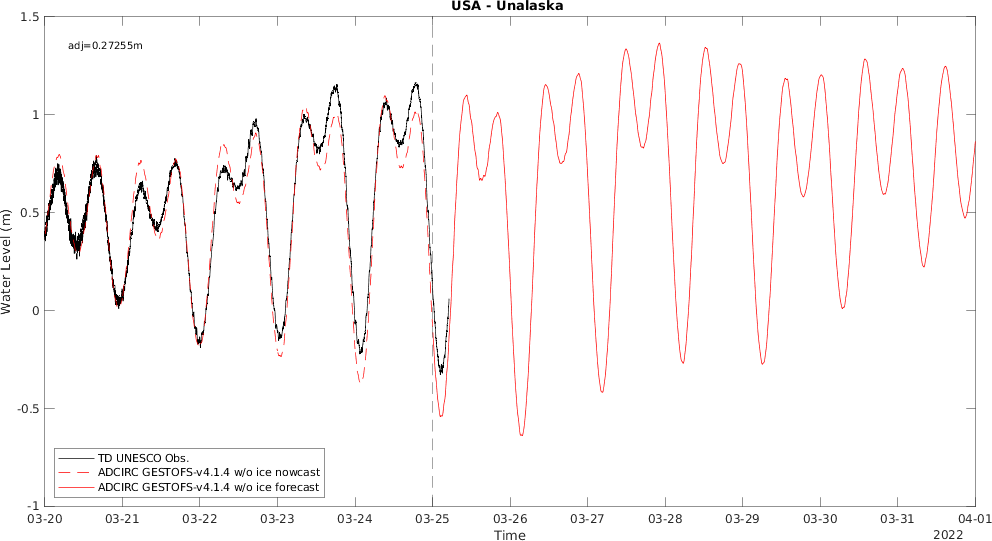 USA - Unalaska
adj=0.27255m
1.5
1
0.5
0
-0.5
-1
Water Level (m)
TD UNESCO Obs.
ADCIRC GESTOFS-v4.1.4 w/o ice nowcast
ADCIRC GESTOFS-v4.1.4 w/o ice forecast
03-20 03-21 03-22 03-23 03-24 03-25 03-26 03-27 03-28 03-29 03-30 03-31 04-01
Time
2022